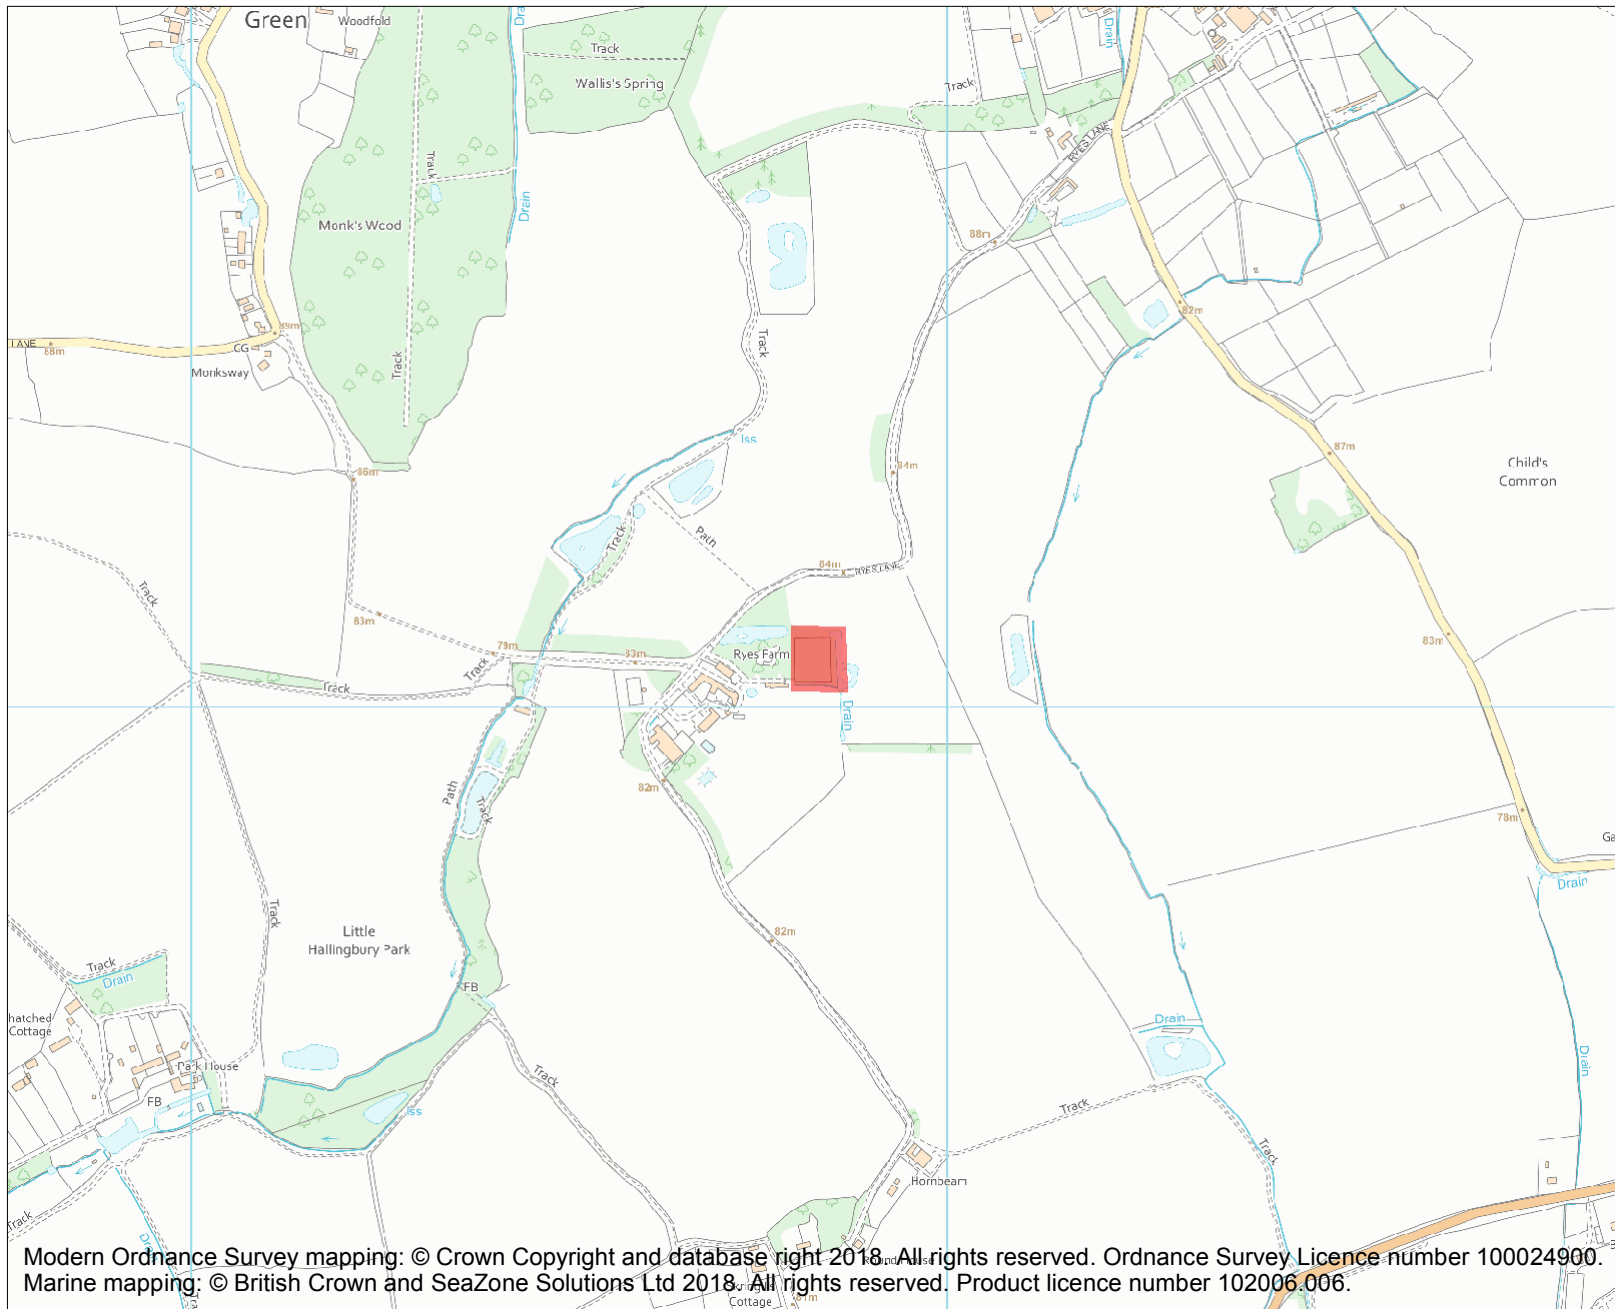 Green
Woodfold
Track
Wallis's Spring
Drain
Track
RYES LANE
Track
Drain
Monk's Wood
88m
89m
LANE
88m
CG
Monksway
Track
Track
82m
Iss
86m
84m
87m
Child's
Common
Track
Path
84m
RYES LANE
Track
83m
79m
83m
Ryes Farm
83m
Track
Track
Drain
82m
Path
Track
78m
Drain
Track
Little
Hallingbury Park
82m
Track
Drain
FB
hatched
Cottage
Drain
Park House
FB
Iss
Track
Track
Drain
Track
Hornbeam
Track
Modern Ordnance Survey mapping: © Crown Copyright and database right 2018. All rights reserved. Ordnance Survey Licence number 100024900.
Marine mapping: © British Crown and SeaZone Solutions Ltd 2018. All rights reserved. Product licence number 102006.006.
Cottage
81m